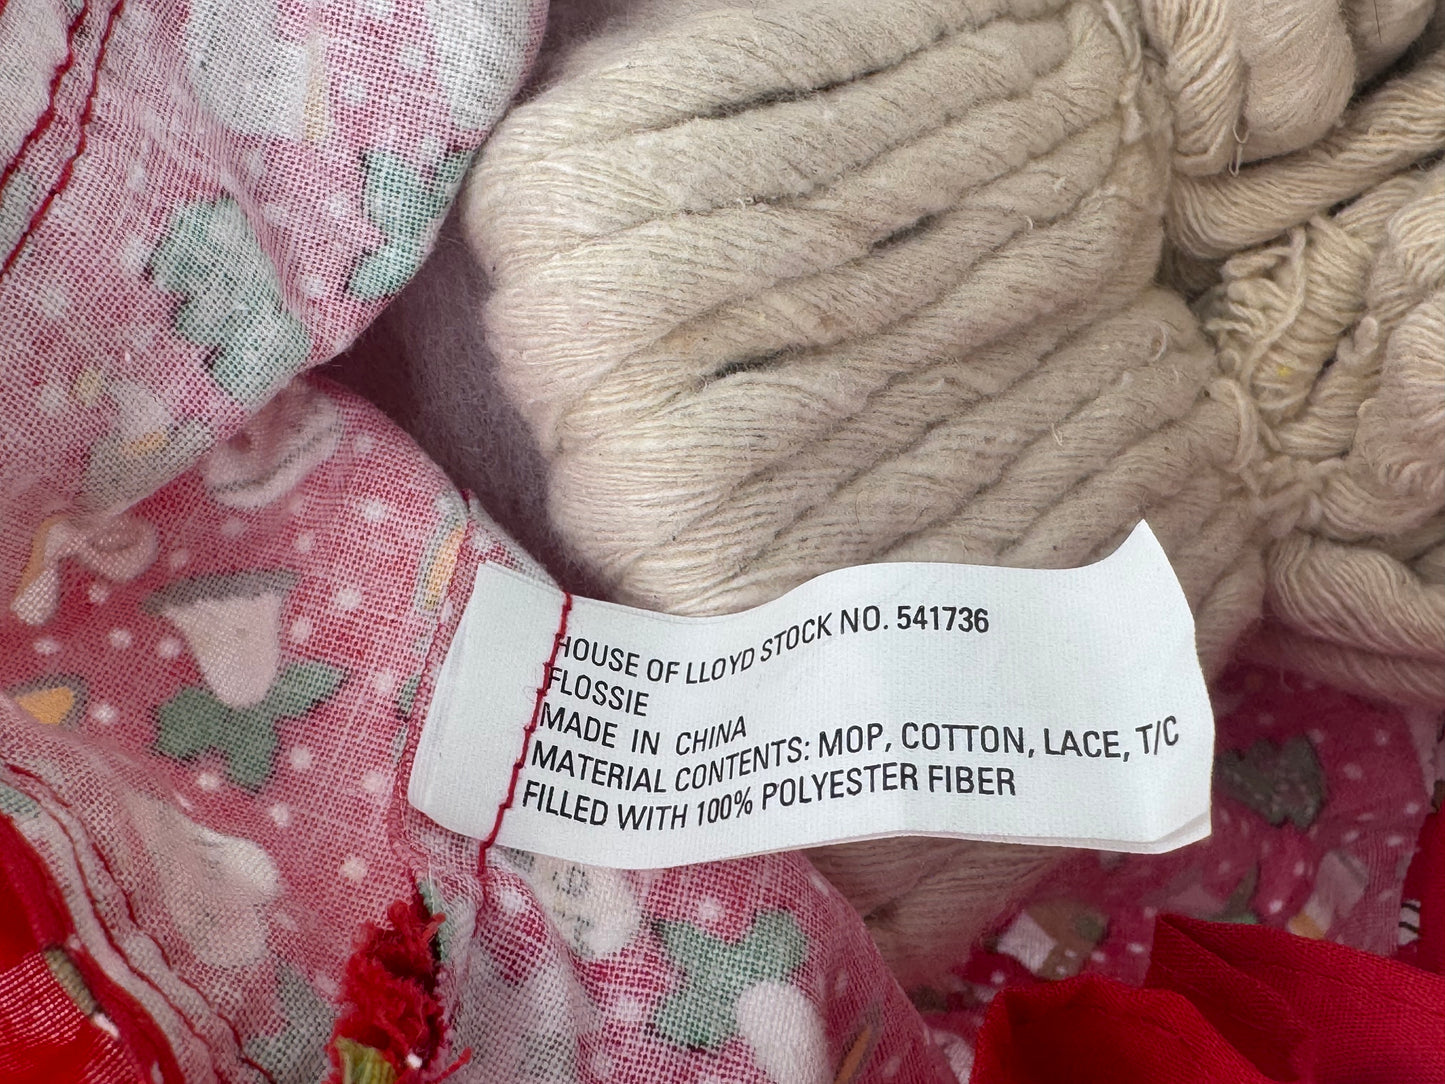 HOUSE OF LLOYD STOCK NO. 541736
FLOSSIE
MADE IN CHINA
MATERIAL CONTENTS: MOP, COTTON, LACE, T/C
FILLED WITH 100% POLYESTER FIBER